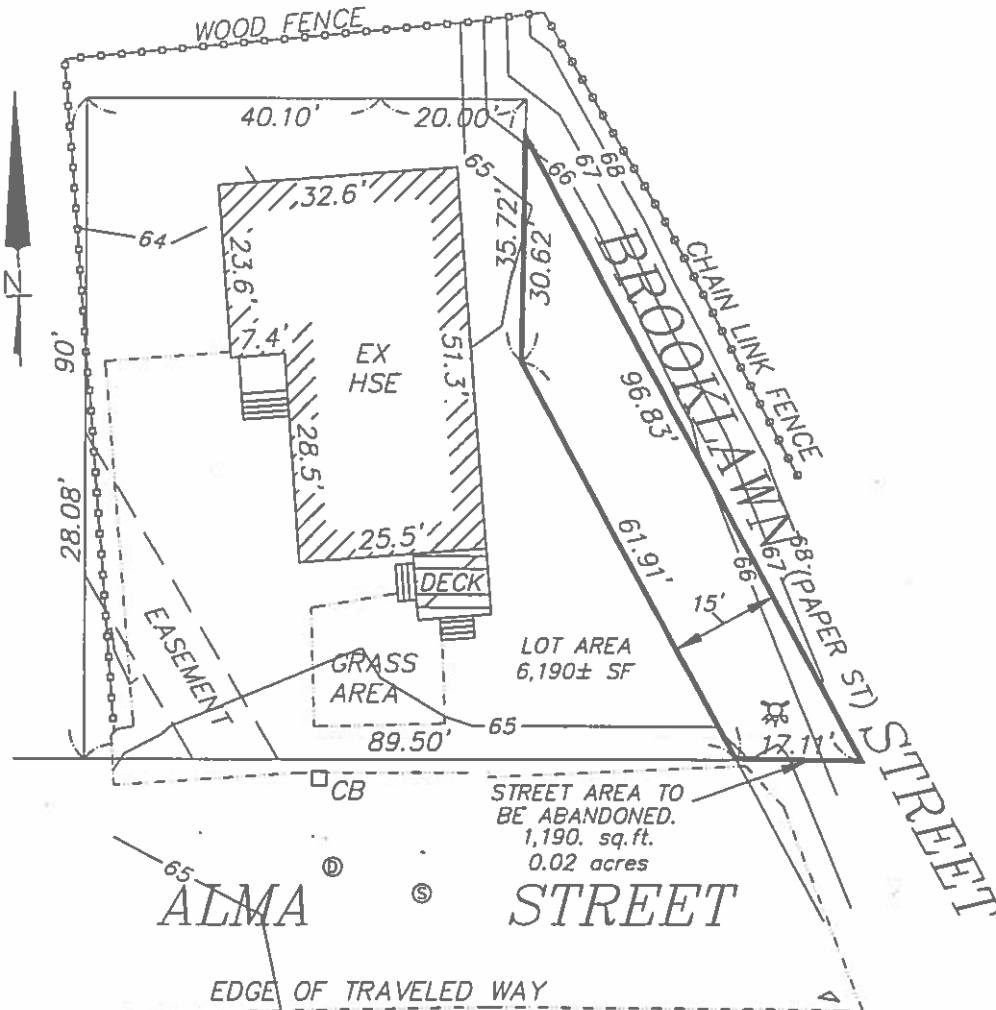 WOOD FENCE
40.10'
20.00'
65
66
67
68
32.6'
N
64
23.6'
35.72'
30.62'
CHAIN LINK FENCE
BROOKLAWN
(PAPER ST)
STREET
90'
7.4'
EX
HSE
51.3'
96.83'
28.5'
28.08'
25.5'
61.91'
DECK
66
67
68
15'
EASEMENT
LOT AREA
6,190± SF
GRASS
AREA
65
89.50'
17.11'
CB
STREET AREA TO
BE ABANDONED.
1,190. sq.ft.
0.02 acres
65
D
S
ALMA STREET
EDGE OF TRAVELED WAY